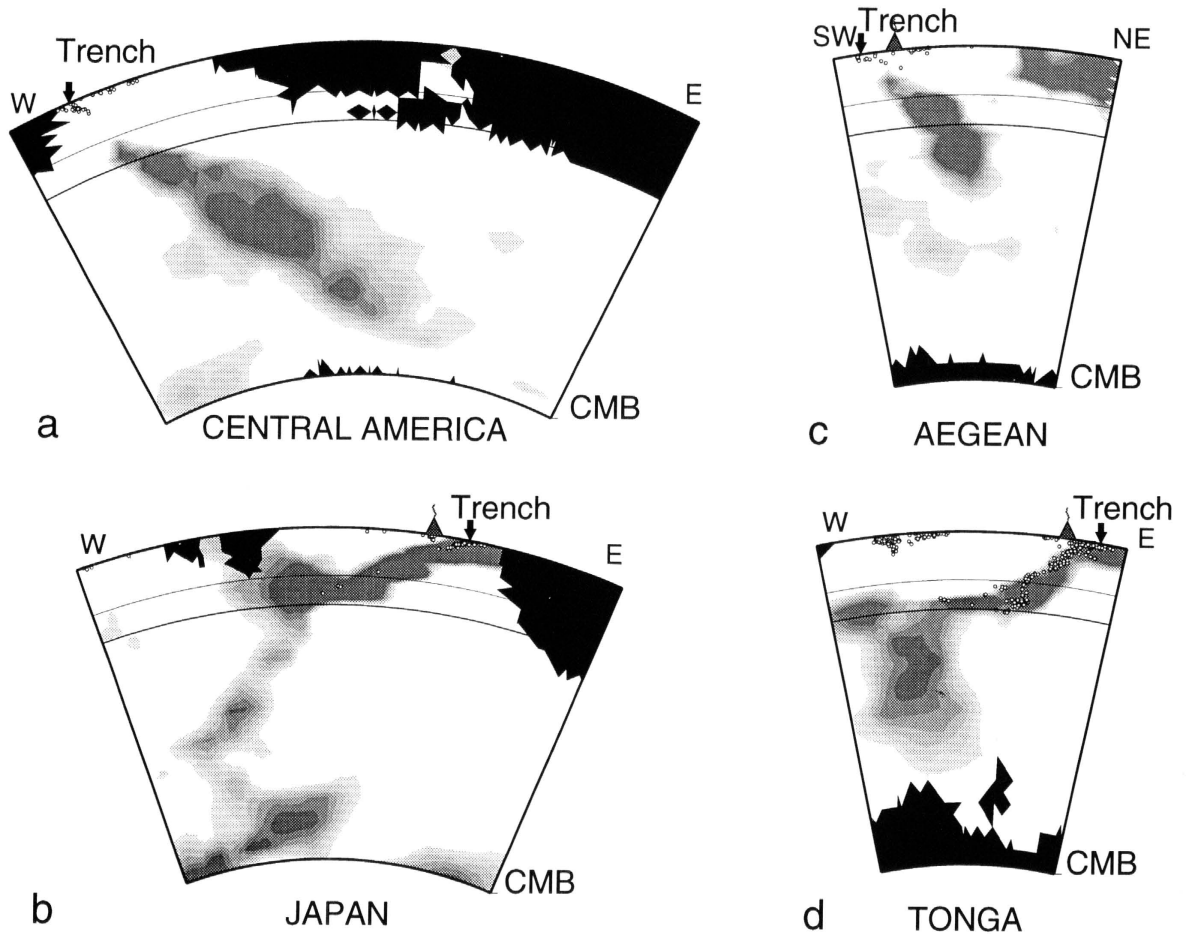 Trench
W
E
CMB
a
CENTRAL AMERICA
SW
Trench
NE
CMB
c
AEGEAN
W
Trench
E
CMB
b
JAPAN
W
Trench
E
CMB
d
TONGA